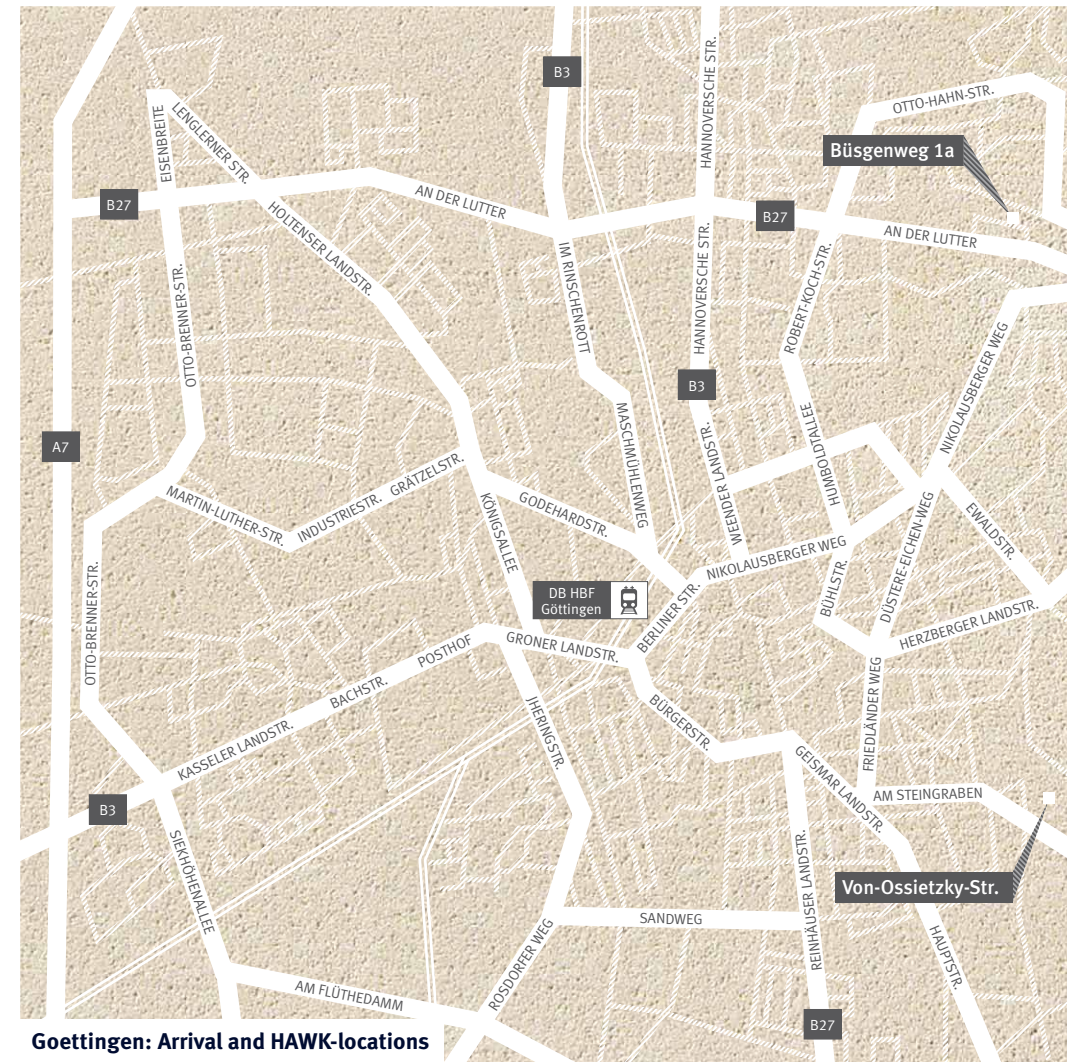 B3
OTTO-HAHN-STR.
LENGLERNER STR.
EISENBREITE
HANNOVERSCHE STR.
Büsgenweg 1a
B27
AN DER LUTTER
B27
AN DER LUTTER
HOLTENSER LANDSTR.
IM RINSCHENROTT
HANNOVERSCHE STR.
ROBERT-KOCH-STR.
OTTO-BRENNER-STR.
NIKOLAUSBERGER WEG
B3
A7
MASCHMÜHLENWEG
WEENDER LANDSTR.
HUMBOLDTALLEE
MARTIN-LUTHER-STR.
INDUSTRIESTR.
GRÄTZELSTR.
KÖNIGSALLEE
GODEHARDSTR.
NIKOLAUSBERGER WEG
DÜSTERE-EICHEN-WEG
EWALDSTR.
DB HBF
Göttingen
BERLINER STR.
BÜHLSTR.
HERZBERGER LANDSTR.
OTTO-BRENNER-STR.
GRONER LANDSTR.
POSTHOF
BACHSTR.
KASSELER LANDSTR.
JHERINGSTR.
BÜRGERSTR.
FRIEDLÄNDER WEG
GEISMAR LANDSTR.
AM STEINGRABEN
B3
SIEKHÖHENALLEE
REINHÄUSER LANDSTR.
Von-Ossietzky-Str.
SANDWEG
HAUPTSTR.
ROSDORFER WEG
AM FLÜTHEDAMM
B27
Goettingen: Arrival and HAWK-locations